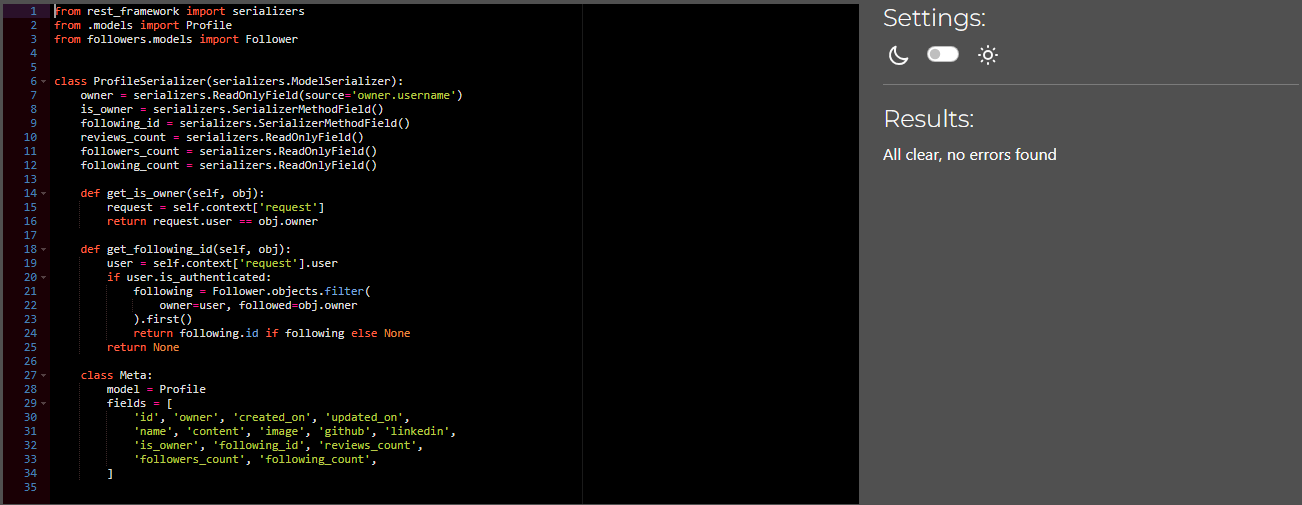 1 from rest_framework import serializers
2 from .models import Profile
3 from followers.models import Follower
4
5
6 class ProfileSerializer(serializers.ModelSerializer):
7     owner = serializers.ReadOnlyField(source='owner.username')
8     is_owner = serializers.SerializerMethodField()
9     following_id = serializers.SerializerMethodField()
10     reviews_count = serializers.ReadOnlyField()
11     followers_count = serializers.ReadOnlyField()
12     following_count = serializers.ReadOnlyField()
13
14     def get_is_owner(self, obj):
15         request = self.context['request']
16         return request.user == obj.owner
17
18     def get_following_id(self, obj):
19         user = self.context['request'].user
20         if user.is_authenticated:
21             following = Follower.objects.filter(
22                 owner=user, followed=obj.owner
23             ).first()
24             return following.id if following else None
25         return None
26
27     class Meta:
28         model = Profile
29         fields = [
30             'id', 'owner', 'created_on', 'updated_on',
31             'name', 'content', 'image', 'github', 'linkedin',
32             'is_owner', 'following_id', 'reviews_count',
33             'followers_count', 'following_count',
34         ]
35
Settings:
Results:
All clear, no errors found